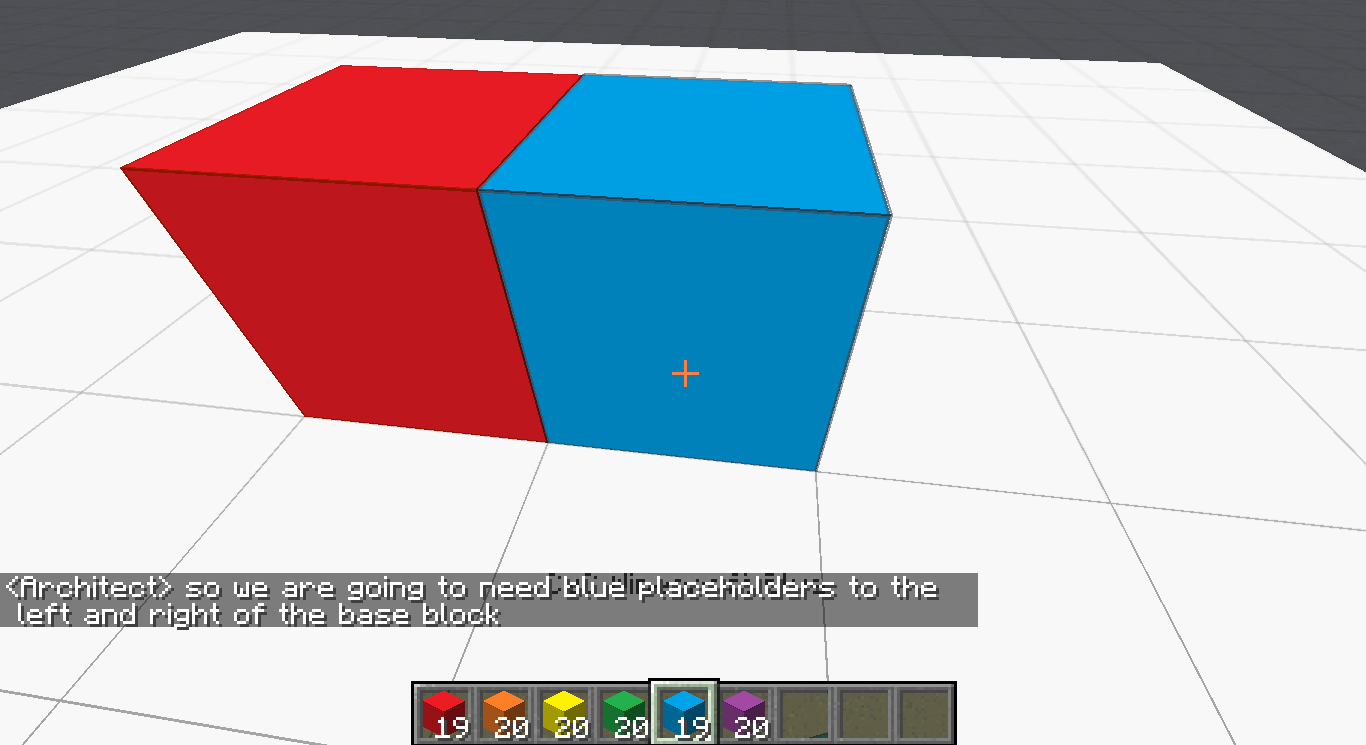 <Architect> so we are going to need blue placeholders to the
left and right of the base block
19 20 20 20 19 20